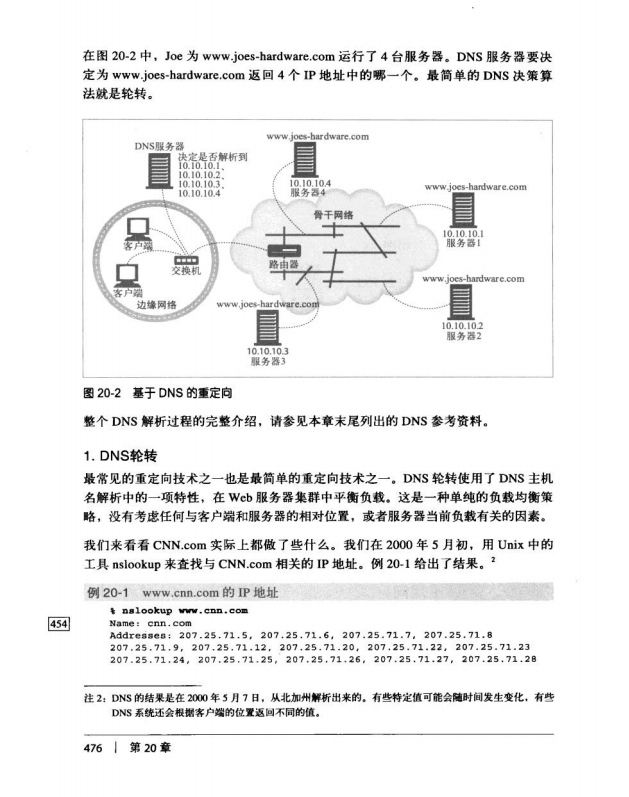 在图 20-2 中，Joe 为 www.joes-hardware.com 运行了 4 台服务器。DNS 服务器要决
定为 www.joes-hardware.com 返回 4 个 IP 地址中的哪一个。最简单的 DNS 决策算
法就是轮转。
www.joes-hardware.com
DNS服务器
决定是否解析到
10.10.10.1、
10.10.10.2、
10.10.10.3、
10.10.10.4
10.10.10.4
服务器4
www.joes-hardware.com
骨干网络
10.10.10.1
服务器1
客户端
交换机
路由器
www.joes-hardware.com
客户端
边缘网络
www.joes-hardware.com
10.10.10.2
服务器2
10.10.10.3
服务器3
图 20-2 基于 DNS 的重定向
整个 DNS 解析过程的完整介绍，请参见本章末尾列出的 DNS 参考资料。
1. DNS轮转
最常见的重定向技术之一也是最简单的重定向技术之一。DNS 轮转使用了 DNS 主机
名解析中的一项特性，在 Web 服务器集群中平衡负载。这是一种单纯的负载均衡策
略，没有考虑任何与客户端和服务器的相对位置，或者服务器当前负载有关的因素。
我们来看看 CNN.com 实际上都做了些什么。我们在 2000 年 5 月初，用 Unix 中的
工具 nslookup 来查找与 CNN.com 相关的 IP 地址。例 20-1 给出了结果。2
例 20-1 www.cnn.com 的 IP 地址
% nslookup www.cnn.com
454
Name: cnn.com
Addresses: 207.25.71.5, 207.25.71.6, 207.25.71.7, 207.25.71.8
207.25.71.9, 207.25.71.12, 207.25.71.20, 207.25.71.22, 207.25.71.23
207.25.71.24, 207.25.71.25, 207.25.71.26, 207.25.71.27, 207.25.71.28
注 2：DNS 的结果是在 2000 年 5 月 7 日，从北加州解析出来的。有些特定值可能会随时间发生变化，有些
DNS 系统还会根据客户端的位置返回不同的值。
476 | 第 20 章